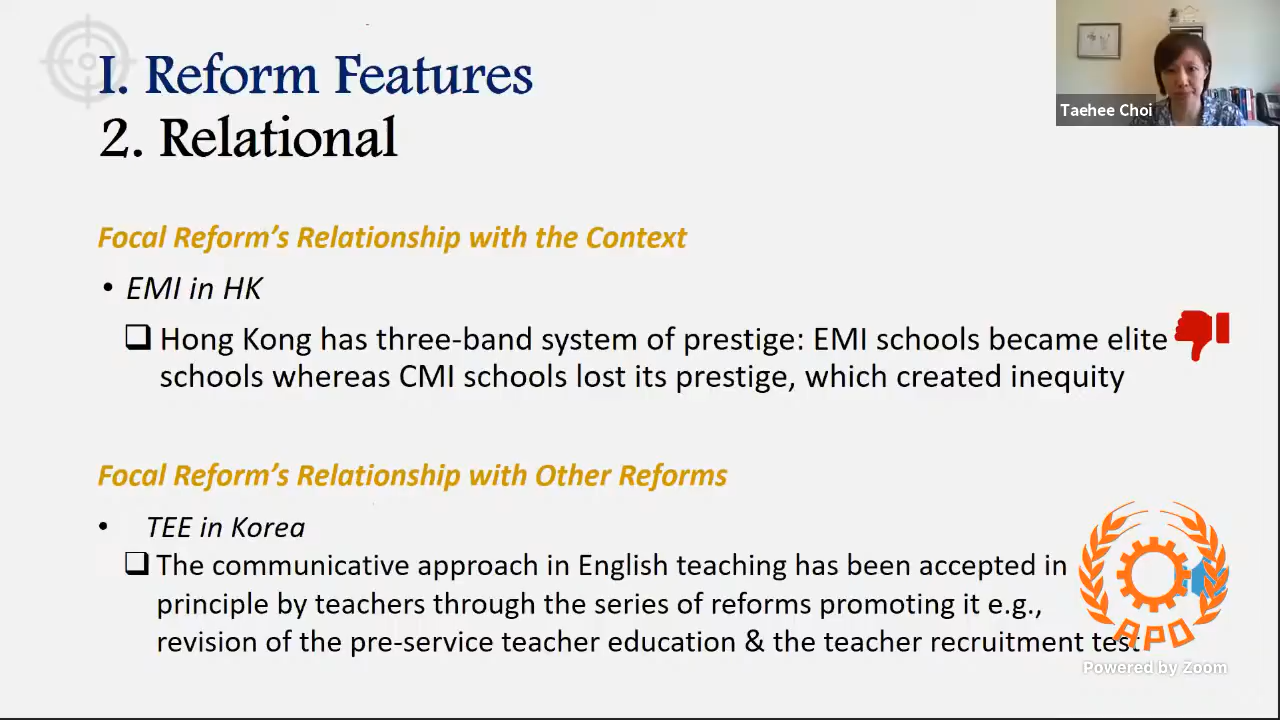 I. Reform Features
2. Relational
Taehee Choi
Focal Reform's Relationship with the Context
• EMI in HK
❑ Hong Kong has three-band system of prestige: EMI schools became elite
schools whereas CMI schools lost its prestige, which created inequity
Focal Reform's Relationship with Other Reforms
• TEE in Korea
❑ The communicative approach in English teaching has been accepted in
principle by teachers through the series of reforms promoting it e.g.,
revision of the pre-service teacher education & the teacher recruitment test
APO
Powered by Zoom